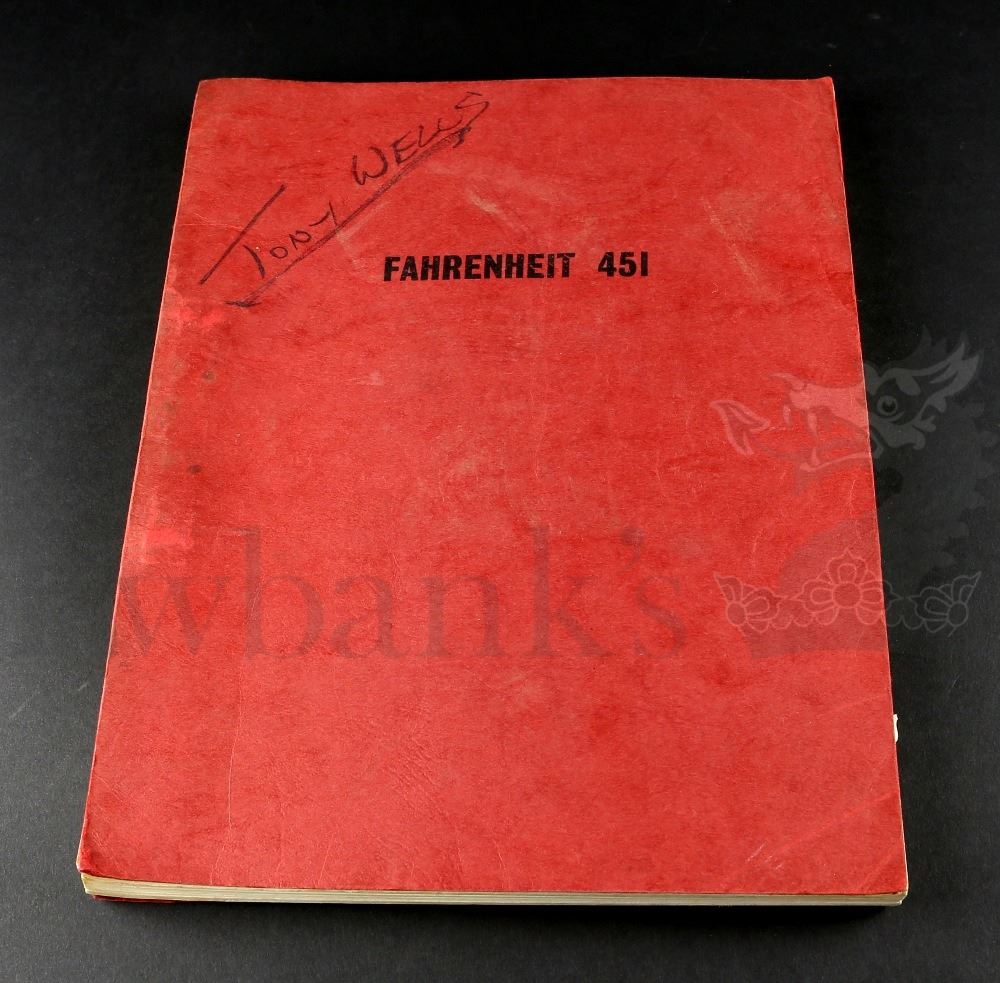 TONY WELLS
FAHRENHEIT 451
wbank's